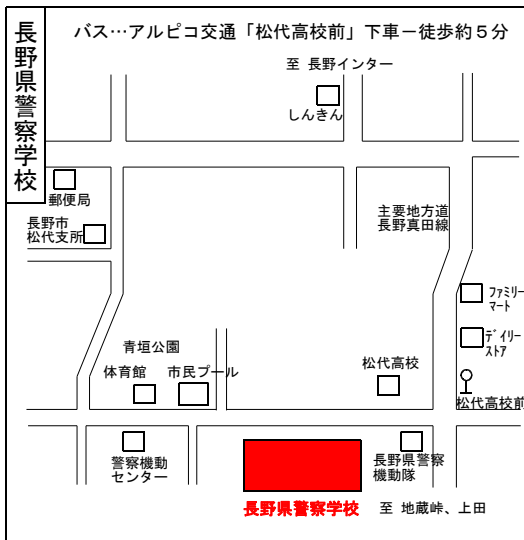 長野県警察学校
バス…アルピコ交通「松代高校前」下車－徒歩約５分
至 長野インター
しんきん
郵便局
長野市
松代支所
主要地方道
長野真田線
ﾌｧﾐﾘｰ
ﾏｰﾄ
ﾃﾞｲﾘｰ
ｽﾄｱ
青垣公園
体育館
市民プール
松代高校
松代高校前
警察機動
センター
長野県警察
機動隊
長野県警察学校
至 地蔵峠、上田